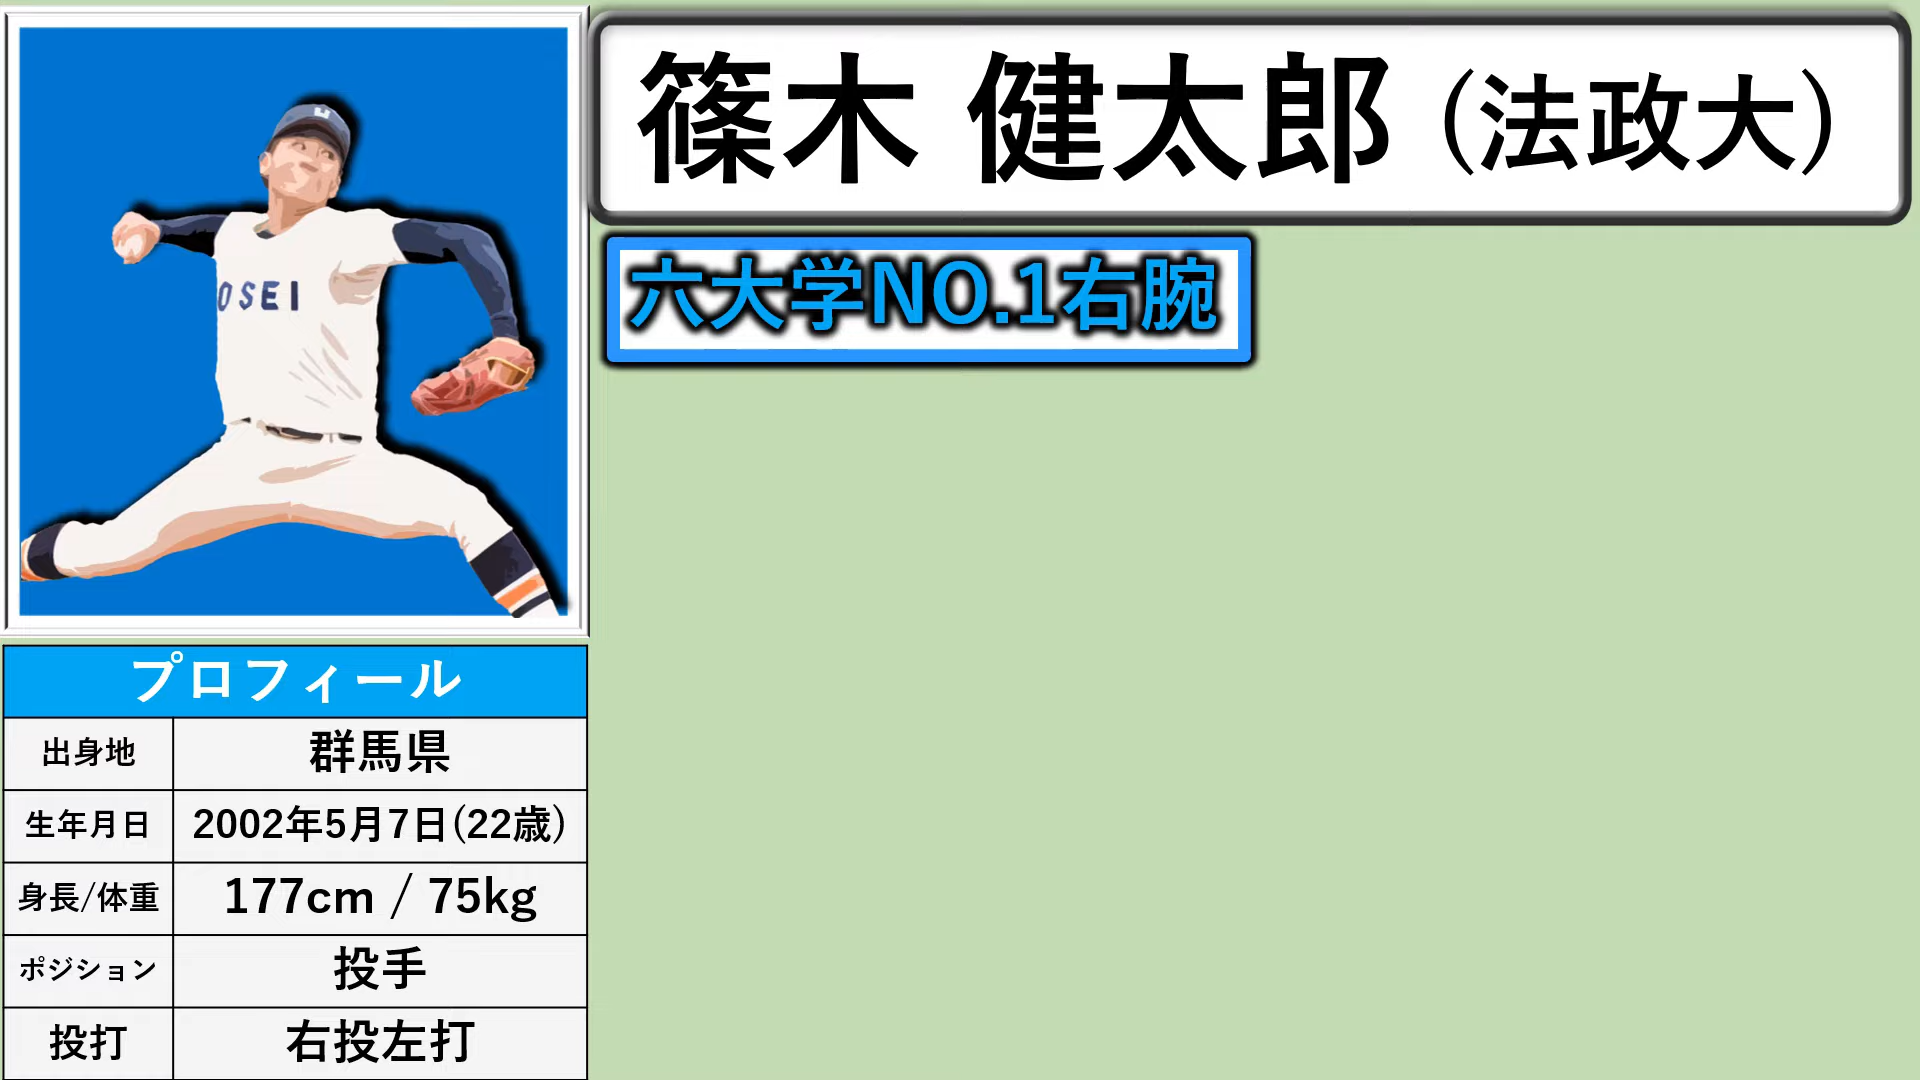 篠木 健太郎 (法政大)
六大学NO.1右腕
OSEI
プロフィール
出身地 群馬県
生年月日 2002年5月7日(22歳)
身長/体重 177cm / 75kg
ポジション 投手
投打 右投左打